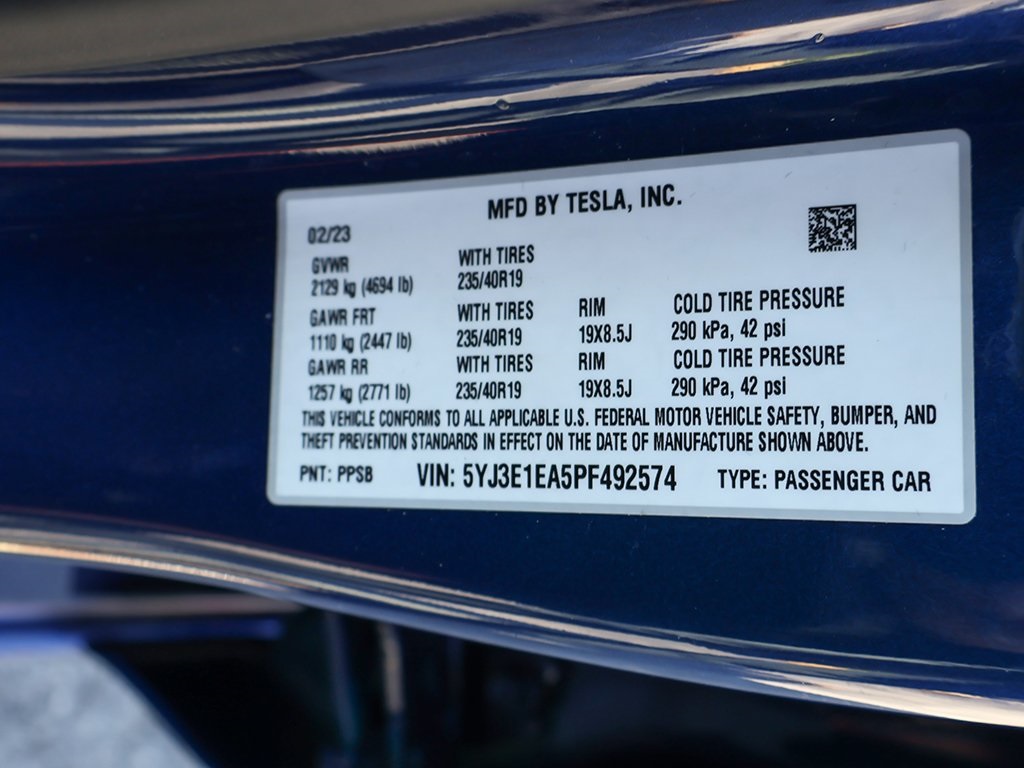 MFD BY TESLA, INC.
02/23
GVWR WITH TIRES
2129 kg (4694 lb) 235/40R19
GAWR FRT WITH TIRES RIM COLD TIRE PRESSURE
1110 kg (2447 lb) 235/40R19 19X8.5J 290 kPa, 42 psi
GAWR RR WITH TIRES RIM COLD TIRE PRESSURE
1257 kg (2771 lb) 235/40R19 19X8.5J 290 kPa, 42 psi
THIS VEHICLE CONFORMS TO ALL APPLICABLE U.S. FEDERAL MOTOR VEHICLE SAFETY, BUMPER, AND
THEFT PREVENTION STANDARDS IN EFFECT ON THE DATE OF MANUFACTURE SHOWN ABOVE.
PNT: PPSB VIN: 5YJ3E1EA5PF492574 TYPE: PASSENGER CAR